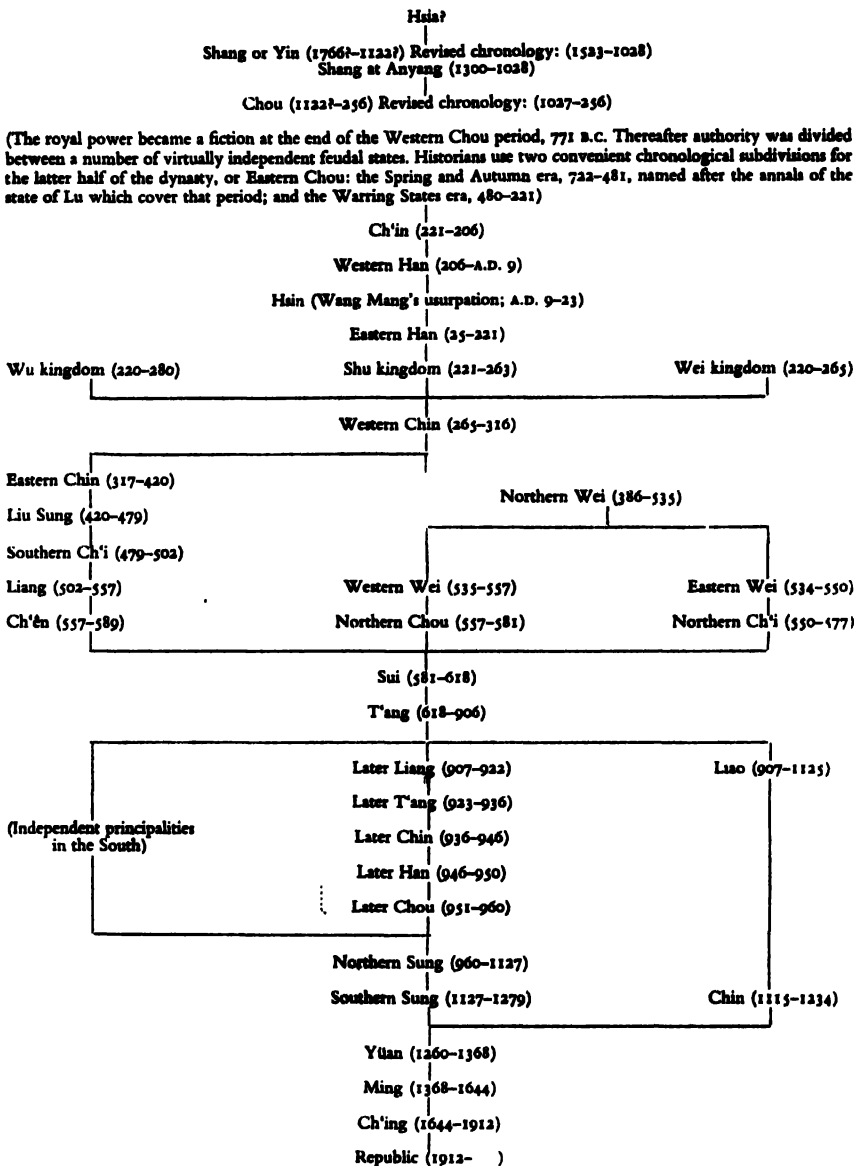 Hsia?
Shang or Yin (1766?–1122?) Revised chronology: (1523–1028)
Shang at Anyang (1300–1028)
Chou (1122?–256) Revised chronology: (1027–256)
(The royal power became a fiction at the end of the Western Chou period, 771 B.C. Thereafter authority was divided
between a number of virtually independent feudal states. Historians use two convenient chronological subdivisions for
the latter half of the dynasty, or Eastern Chou: the Spring and Autumn era, 722–481, named after the annals of the
state of Lu which cover that period; and the Warring States era, 480–221)
Ch'in (221–206)
Western Han (206–A.D. 9)
Hsin (Wang Mang's usurpation; A.D. 9–23)
Eastern Han (25–221)
Wu kingdom (220–280) Shu kingdom (221–263) Wei kingdom (220–265)
Western Chin (265–316)
Eastern Chin (317–420)
Northern Wei (386–535)
Liu Sung (420–479)
Southern Ch'i (479–502)
Liang (502–557) Western Wei (535–557) Eastern Wei (534–550)
Ch'ên (557–589) Northern Chou (557–581) Northern Ch'i (550–577)
Sui (581–618)
T'ang (618–906)
Later Liang (907–922) Liao (907–1125)
Later T'ang (923–936)
(Independent principalities
in the South)
Later Chin (936–946)
Later Han (946–950)
Later Chou (951–960)
Northern Sung (960–1127)
Southern Sung (1127–1279) Chin (1115–1234)
Yüan (1260–1368)
Ming (1368–1644)
Ch'ing (1644–1912)
Republic (1912– )